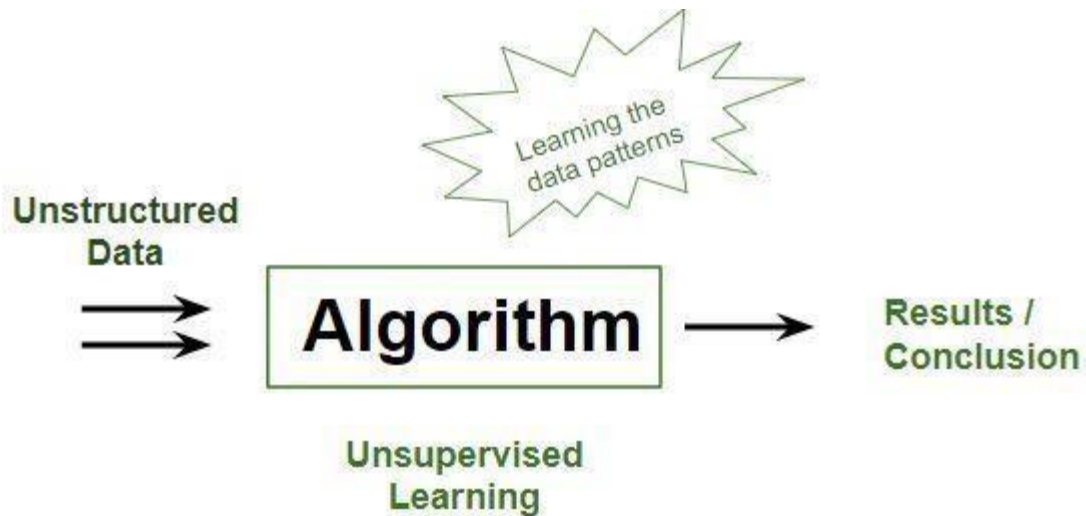 Learning the
data patterns
Unstructured
Data
Algorithm
Results /
Conclusion
Unsupervised
Learning